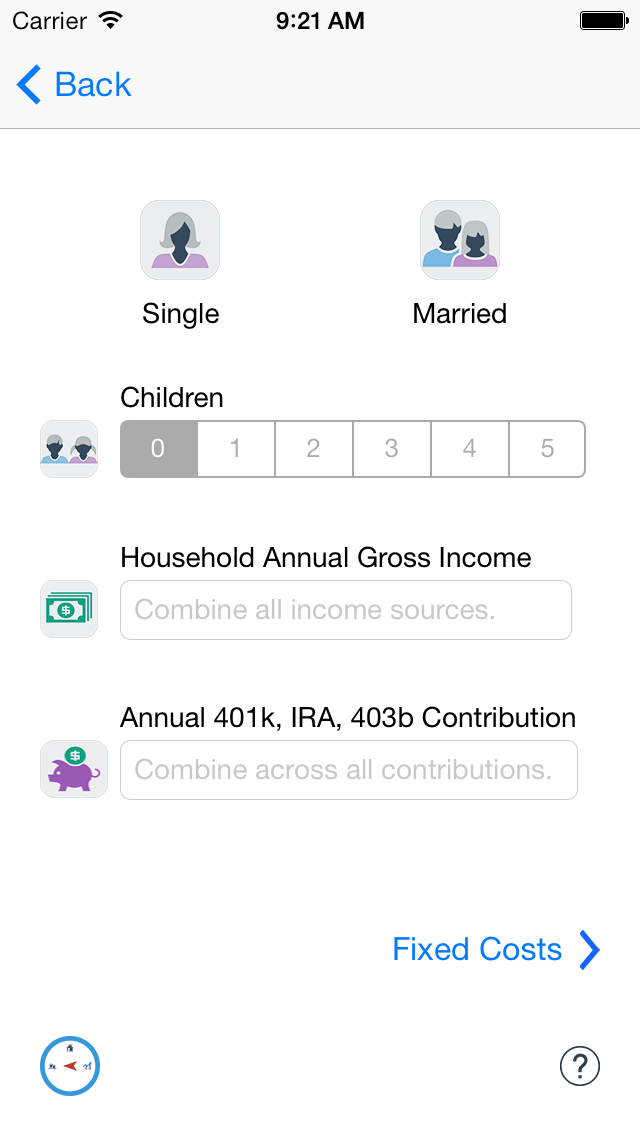 Carrier 9:21 AM
Back
Single Married
Children
0 1 2 3 4 5
Household Annual Gross Income
$ Combine all income sources.
Annual 401k, IRA, 403b Contribution
$ Combine across all contributions.
Fixed Costs
?